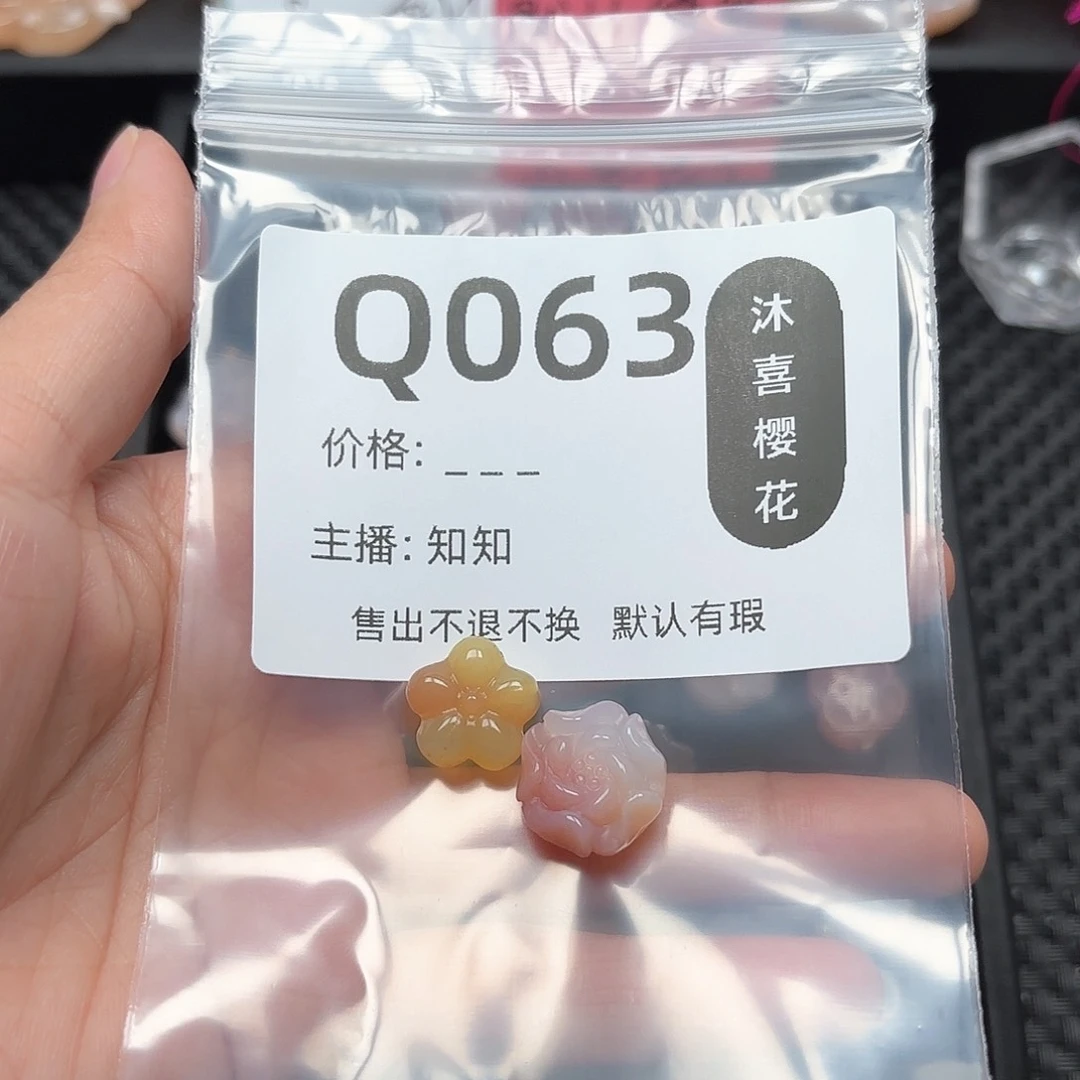 Q063
沐喜樱花
价格: _ _ _
主播: 知知
售出不退不换 默认有瑕